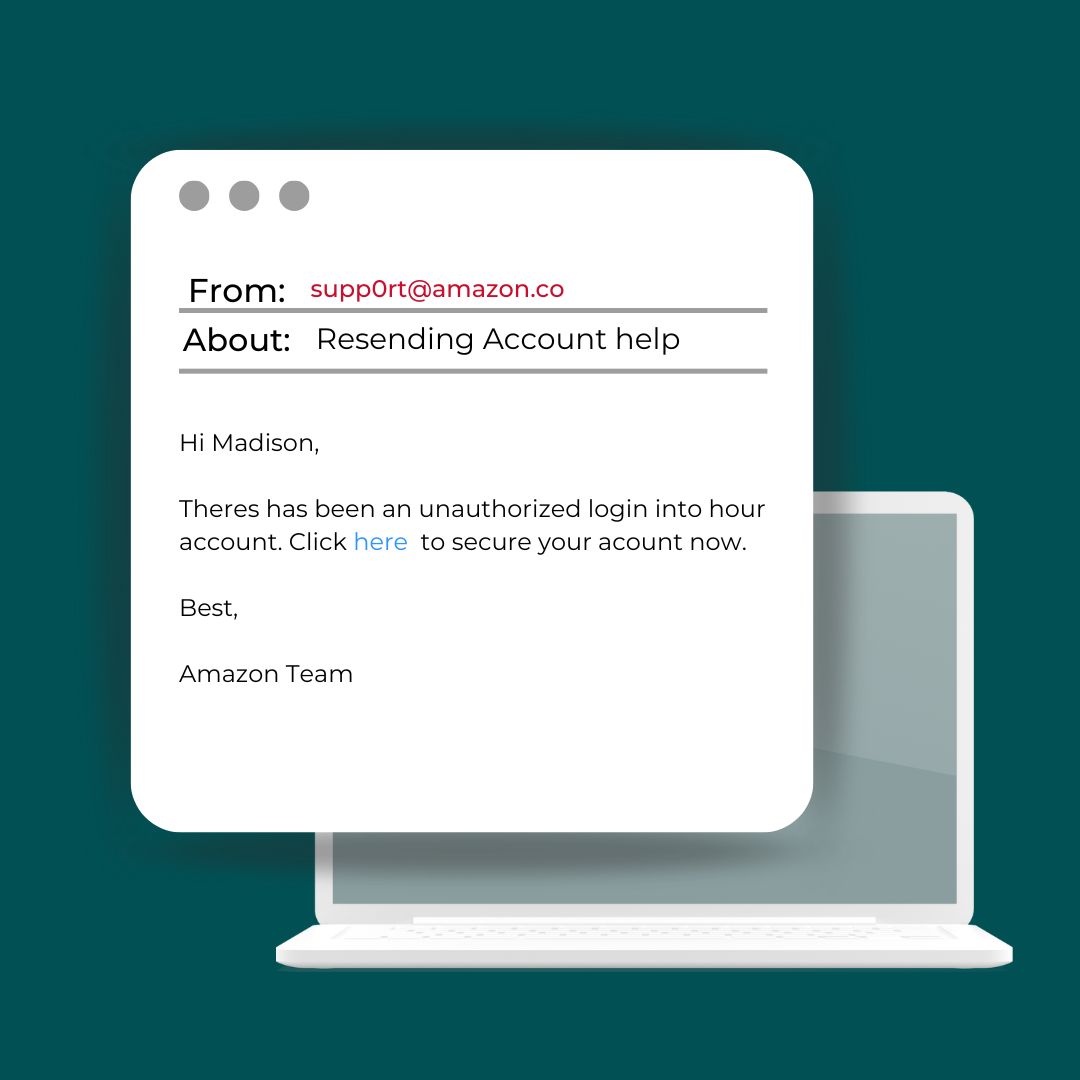 From: supp0rt@amazon.co
About: Resending Account help
Hi Madison,
Theres has been an unauthorized login into hour
account. Click here to secure your acount now.
Best,
Amazon Team